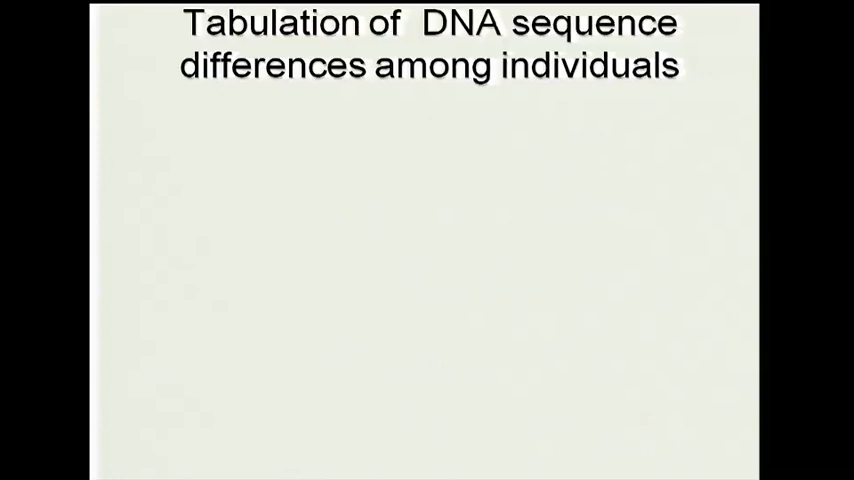 Tabulation of  DNA sequence
differences among individuals